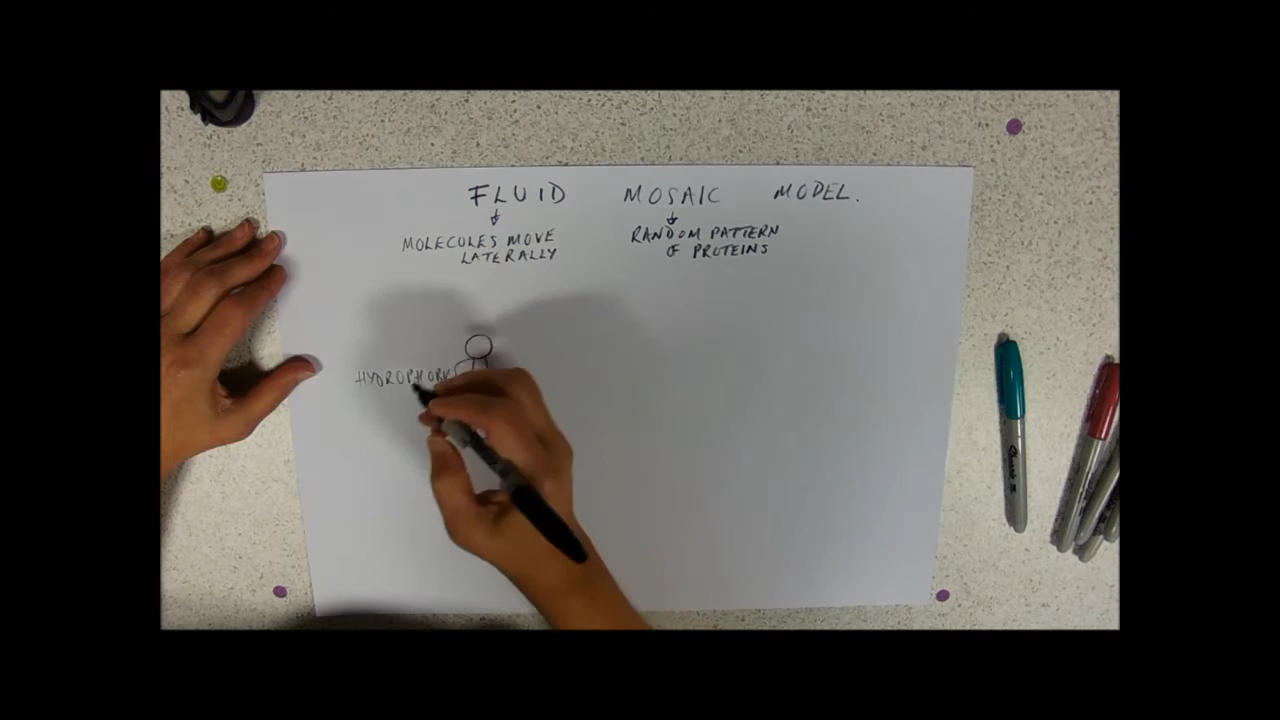 FLUID MOSAIC MODEL.
MOLECULES MOVE
LATERALLY
RANDOM PATTERN
OF PROTEINS